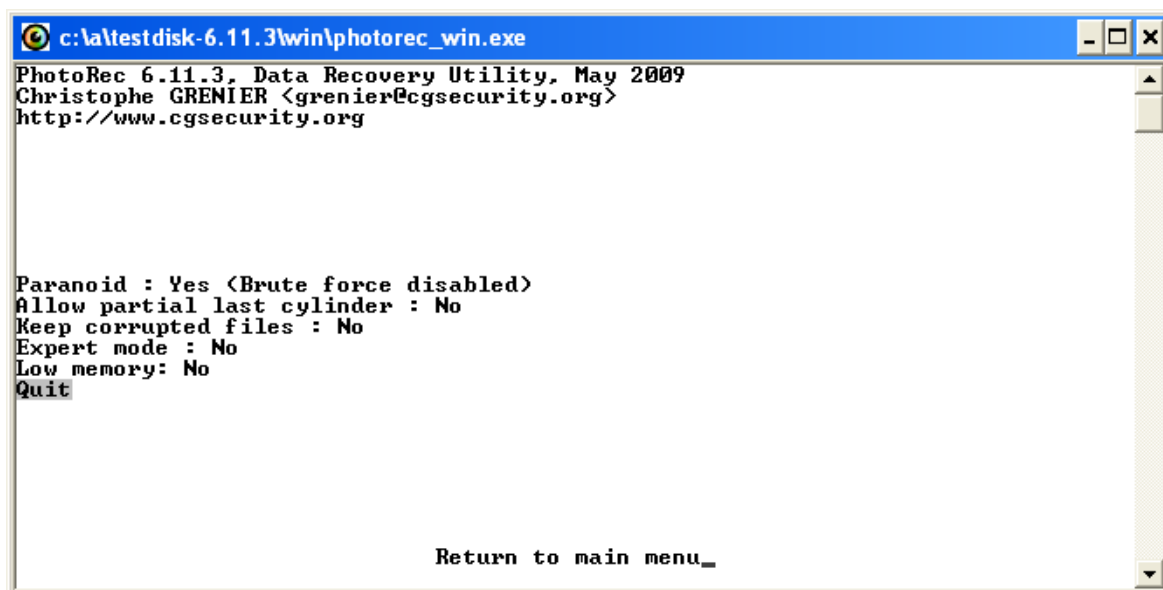 c:\a\testdisk-6.11.3\win\photorec_win.exe
PhotoRec 6.11.3, Data Recovery Utility, May 2009
Christophe GRENIER <grenier@cgsecurity.org>
http://www.cgsecurity.org
Paranoid : Yes (Brute force disabled)
Allow partial last cylinder : No
Keep corrupted files : No
Expert mode : No
Low memory: No
Quit
Return to main menu_